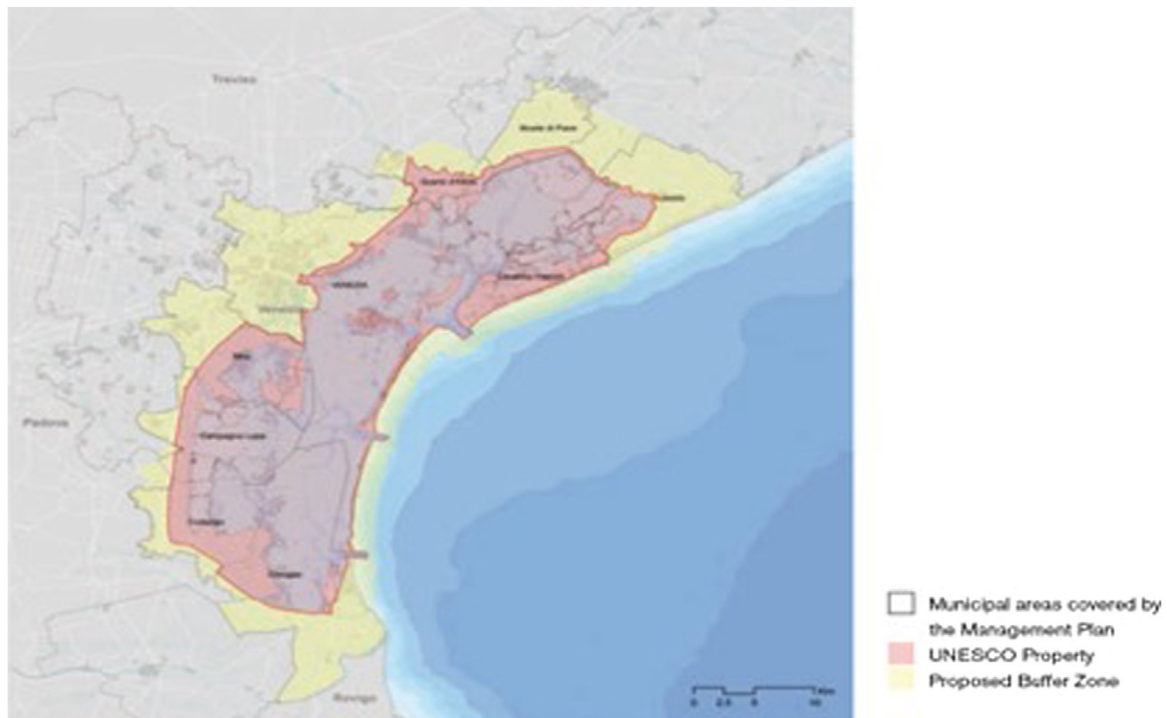 Treviso
Musile di Piave
Quarto d'Altino
Jesolo
Cavallino-Treporti
VENEZIA
Venezia
Mira
Padova
Campagna Lupia
Codevigo
Chioggia
Rovigo
Municipal areas covered by
the Management Plan
UNESCO Property
Proposed Buffer Zone
0 2,5 5 10 Km